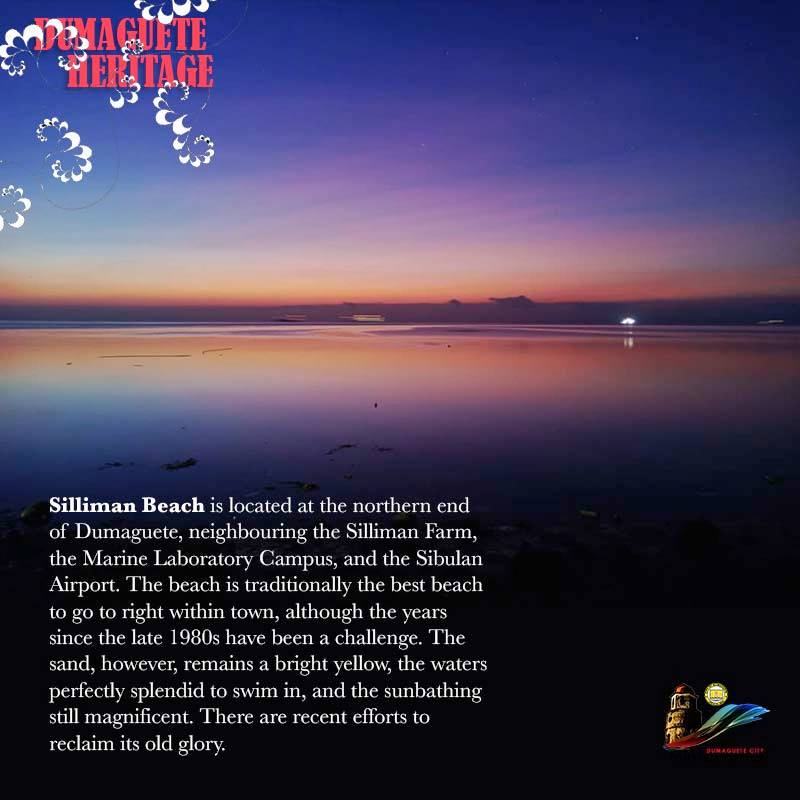 DUMAGUETE
HERITAGE
Silliman Beach is located at the northern end
of Dumaguete, neighbouring the Silliman Farm,
the Marine Laboratory Campus, and the Sibulan
Airport. The beach is traditionally the best beach
to go to right within town, although the years
since the late 1980s have been a challenge. The
sand, however, remains a bright yellow, the waters
perfectly splendid to swim in, and the sunbathing
still magnificent. There are recent efforts to
reclaim its old glory.
DUMAGUETE CITY